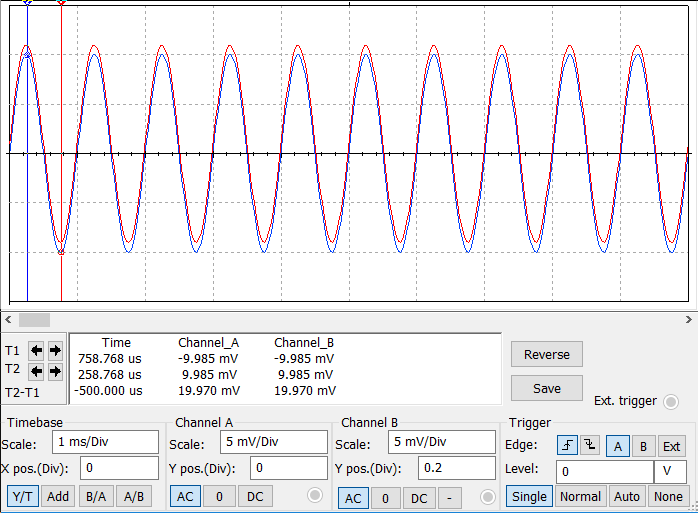 Time Channel_A Channel_B
T1 758.768 us -9.985 mV -9.985 mV
T2 258.768 us 9.985 mV 9.985 mV
T2-T1 -500.000 us 19.970 mV 19.970 mV
Reverse
Save
Ext. trigger
Timebase
Scale: 1 ms/Div
X pos.(Div): 0
Y/T Add B/A A/B
Channel A
Scale: 5 mV/Div
Y pos.(Div): 0
AC 0 DC
Channel B
Scale: 5 mV/Div
Y pos.(Div): 0.2
AC 0 DC -
Trigger
Edge: A B Ext
Level: 0 V
Single Normal Auto None